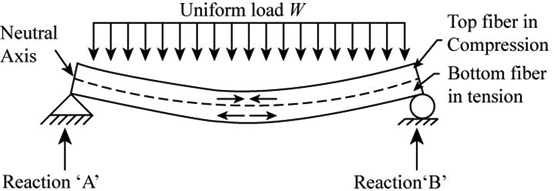 Uniform load W
Neutral
Axis
Top fiber in
Compression
Bottom fiber
in tension
Reaction ‘A’
Reaction‘B’